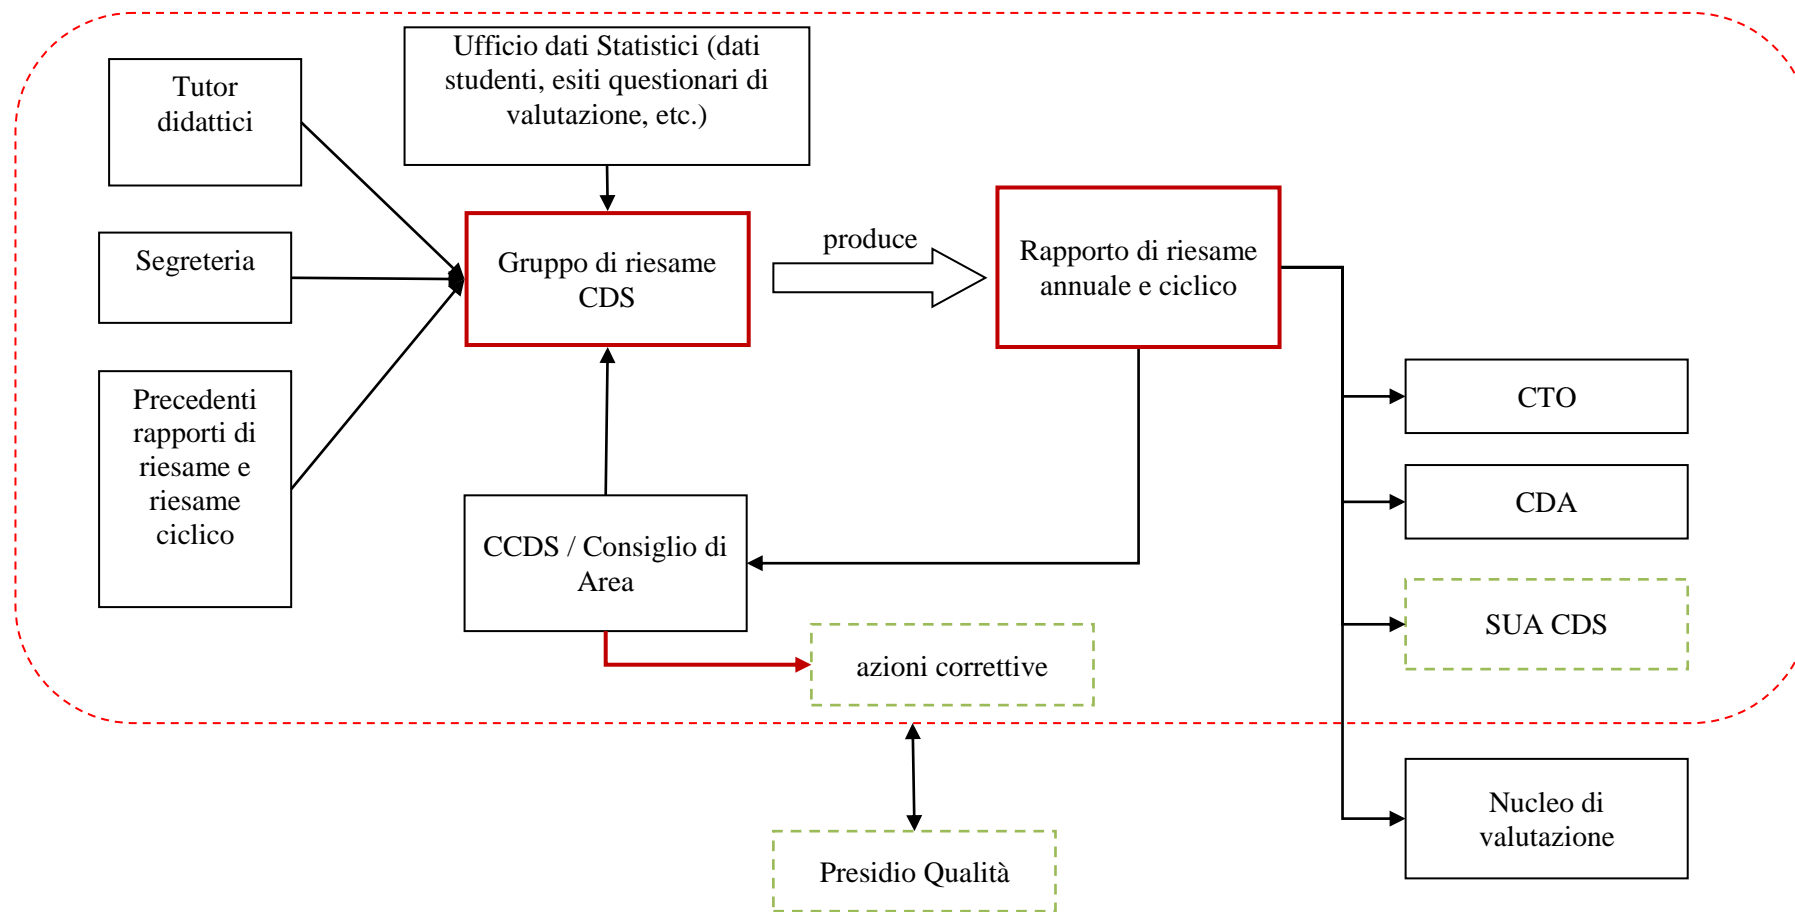 Ufficio dati Statistici (dati
studenti, esiti questionari di
valutazione, etc.)
Tutor
didattici
Segreteria
Precedenti
rapporti di
riesame e
riesame
ciclico
Gruppo di riesame
CDS
produce
Rapporto di riesame
annuale e ciclico
CCDS / Consiglio di
Area
azioni correttive
CTO
CDA
SUA CDS
Nucleo di
valutazione
Presidio Qualità